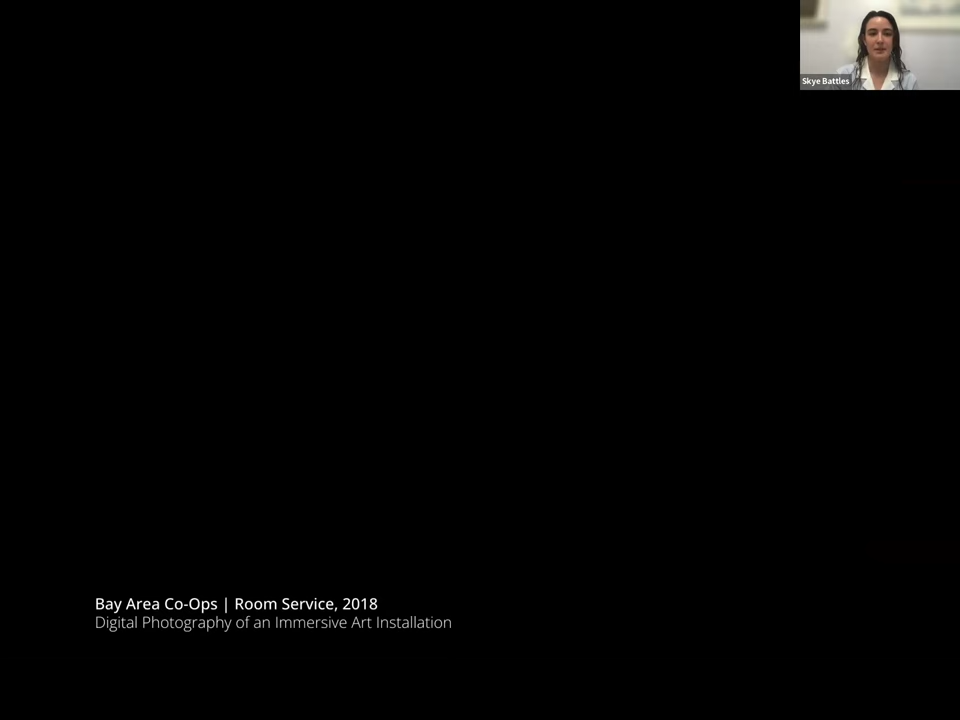 Skye Battles
Bay Area Co-Ops | Room Service, 2018
Digital Photography of an Immersive Art Installation